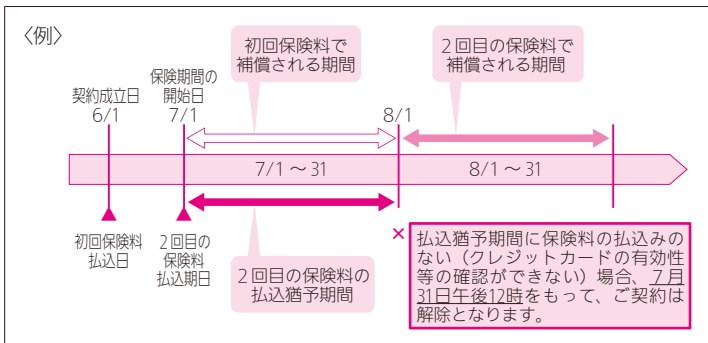 〈例〉
初回保険料で
補償される期間
2回目の保険料で
補償される期間
契約成立日
6/1
保険期間の
開始日
7/1
8/1
7/1~31
8/1~31
初回保険料
払込日
2回目の
保険料
払込期日
2回目の保険料の
払込猶予期間
×
払込猶予期間に保険料の払込みの
ない(クレジットカードの有効性
等の確認ができない)場合、7月
31日午後12時をもって、ご契約は
解除となります。